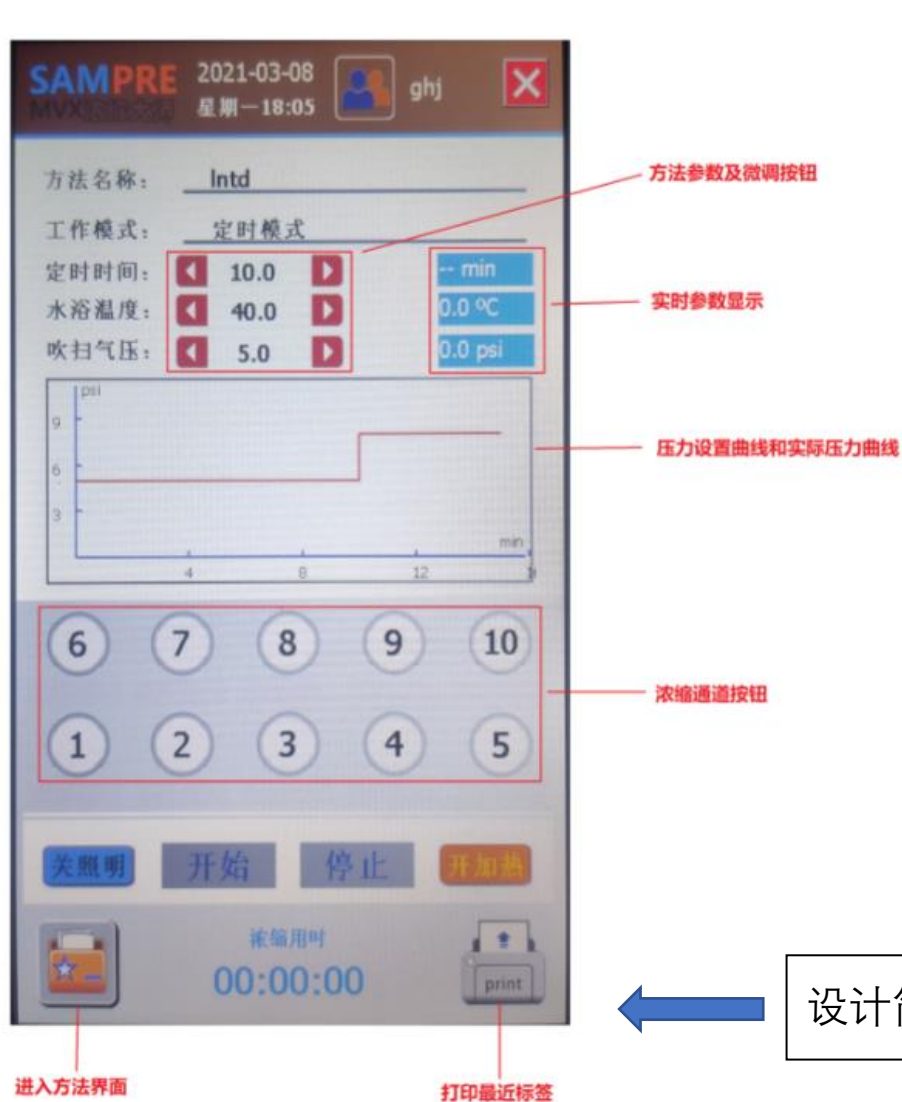 SAMPRE
2021-03-08
星期一18:05
ghj
方法名称： Intd
工作模式： 定时模式
定时时间： 10.0 -- min
水浴温度： 40.0 0.0 ºC
吹扫气压： 5.0 0.0 psi
方法参数及微调按钮
实时参数显示
psi
9
6
3
min
4 8 12
压力设置曲线和实际压力曲线
6 7 8 9 10
1 2 3 4 5
浓缩通道按钮
关照明 开始 停止 开加热
浓缩用时
00:00:00
print
进入方法界面
打印最近标签